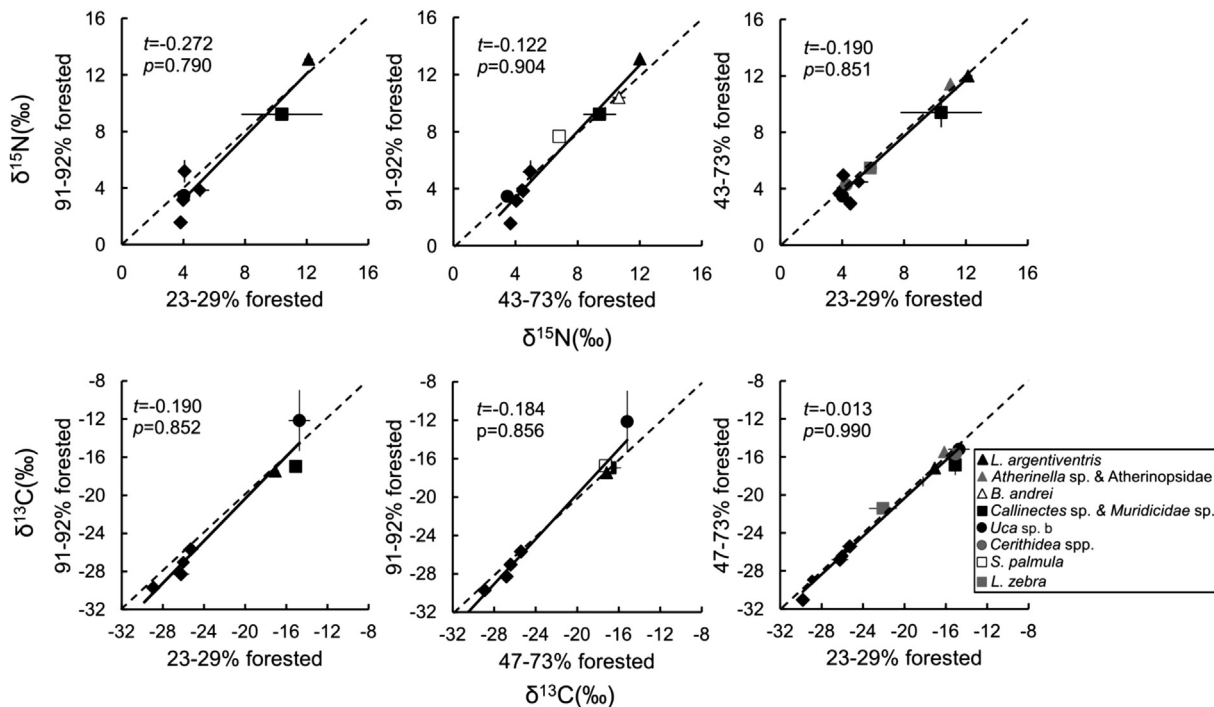 16
12
8
4
0
δ15N(‰)
91-92% forested
t=-0.272
p=0.790
0 4 8 12 16
23-29% forested
16
12
8
4
0
91-92% forested
t=-0.122
p=0.904
0 4 8 12 16
43-73% forested
16
12
8
4
0
43-73% forested
t=-0.190
p=0.851
0 4 8 12 16
23-29% forested
δ15N(‰)
-8
-12
-16
-20
-24
-28
-32
δ13C(‰)
91-92% forested
t=-0.190
p=0.852
-32 -28 -24 -20 -16 -12 -8
23-29% forested
-8
-12
-16
-20
-24
-28
-32
91-92% forested
t=-0.184
p=0.856
-32 -28 -24 -20 -16 -12 -8
47-73% forested
-8
-12
-16
-20
-24
-28
-32
47-73% forested
t=-0.013
p=0.990
-32 -28 -24 -20 -16 -12 -8
23-29% forested
L. argentiventris
Atherinella sp. & Atherinopsidae
B. andrei
Callinectes sp. & Muridicidae sp.
Uca sp. b
Cerithidea spp.
S. palmula
L. zebra
δ13C(‰)